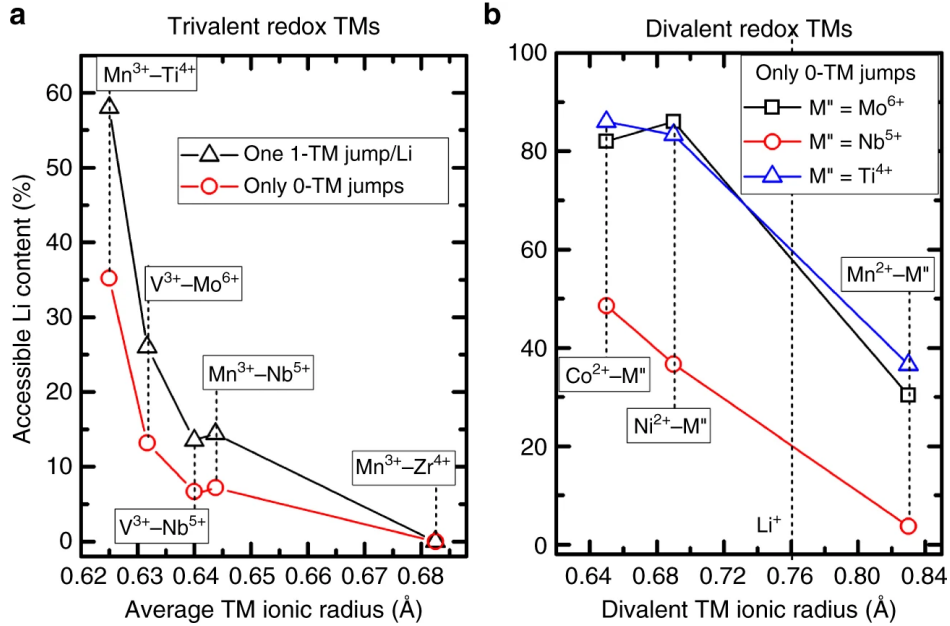 a
Trivalent redox TMs
Mn³⁺–Ti⁴⁺
One 1-TM jump/Li
Only 0-TM jumps
V³⁺–Mo⁶⁺
Mn³⁺–Nb⁵⁺
Mn³⁺–Zr⁴⁺
V³⁺–Nb⁵⁺
Accessible Li content (%)
60
50
40
30
20
10
0
0.62 0.63 0.64 0.65 0.66 0.67 0.68
Average TM ionic radius (Å)
b
Divalent redox TMs
Only 0-TM jumps
M" = Mo⁶⁺
M" = Nb⁵⁺
M" = Ti⁴⁺
Mn²⁺–M"
Co²⁺–M"
Ni²⁺–M"
Li⁺
100
80
60
40
20
0
0.64 0.68 0.72 0.76 0.80 0.84
Divalent TM ionic radius (Å)